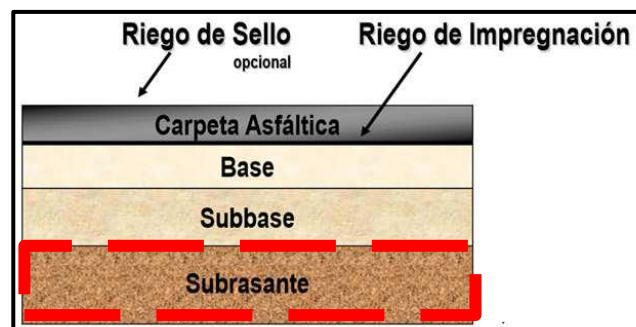 Riego de Sello
opcional
Riego de Impregnación
Carpeta Asfáltica
Base
Subbase
Subrasante